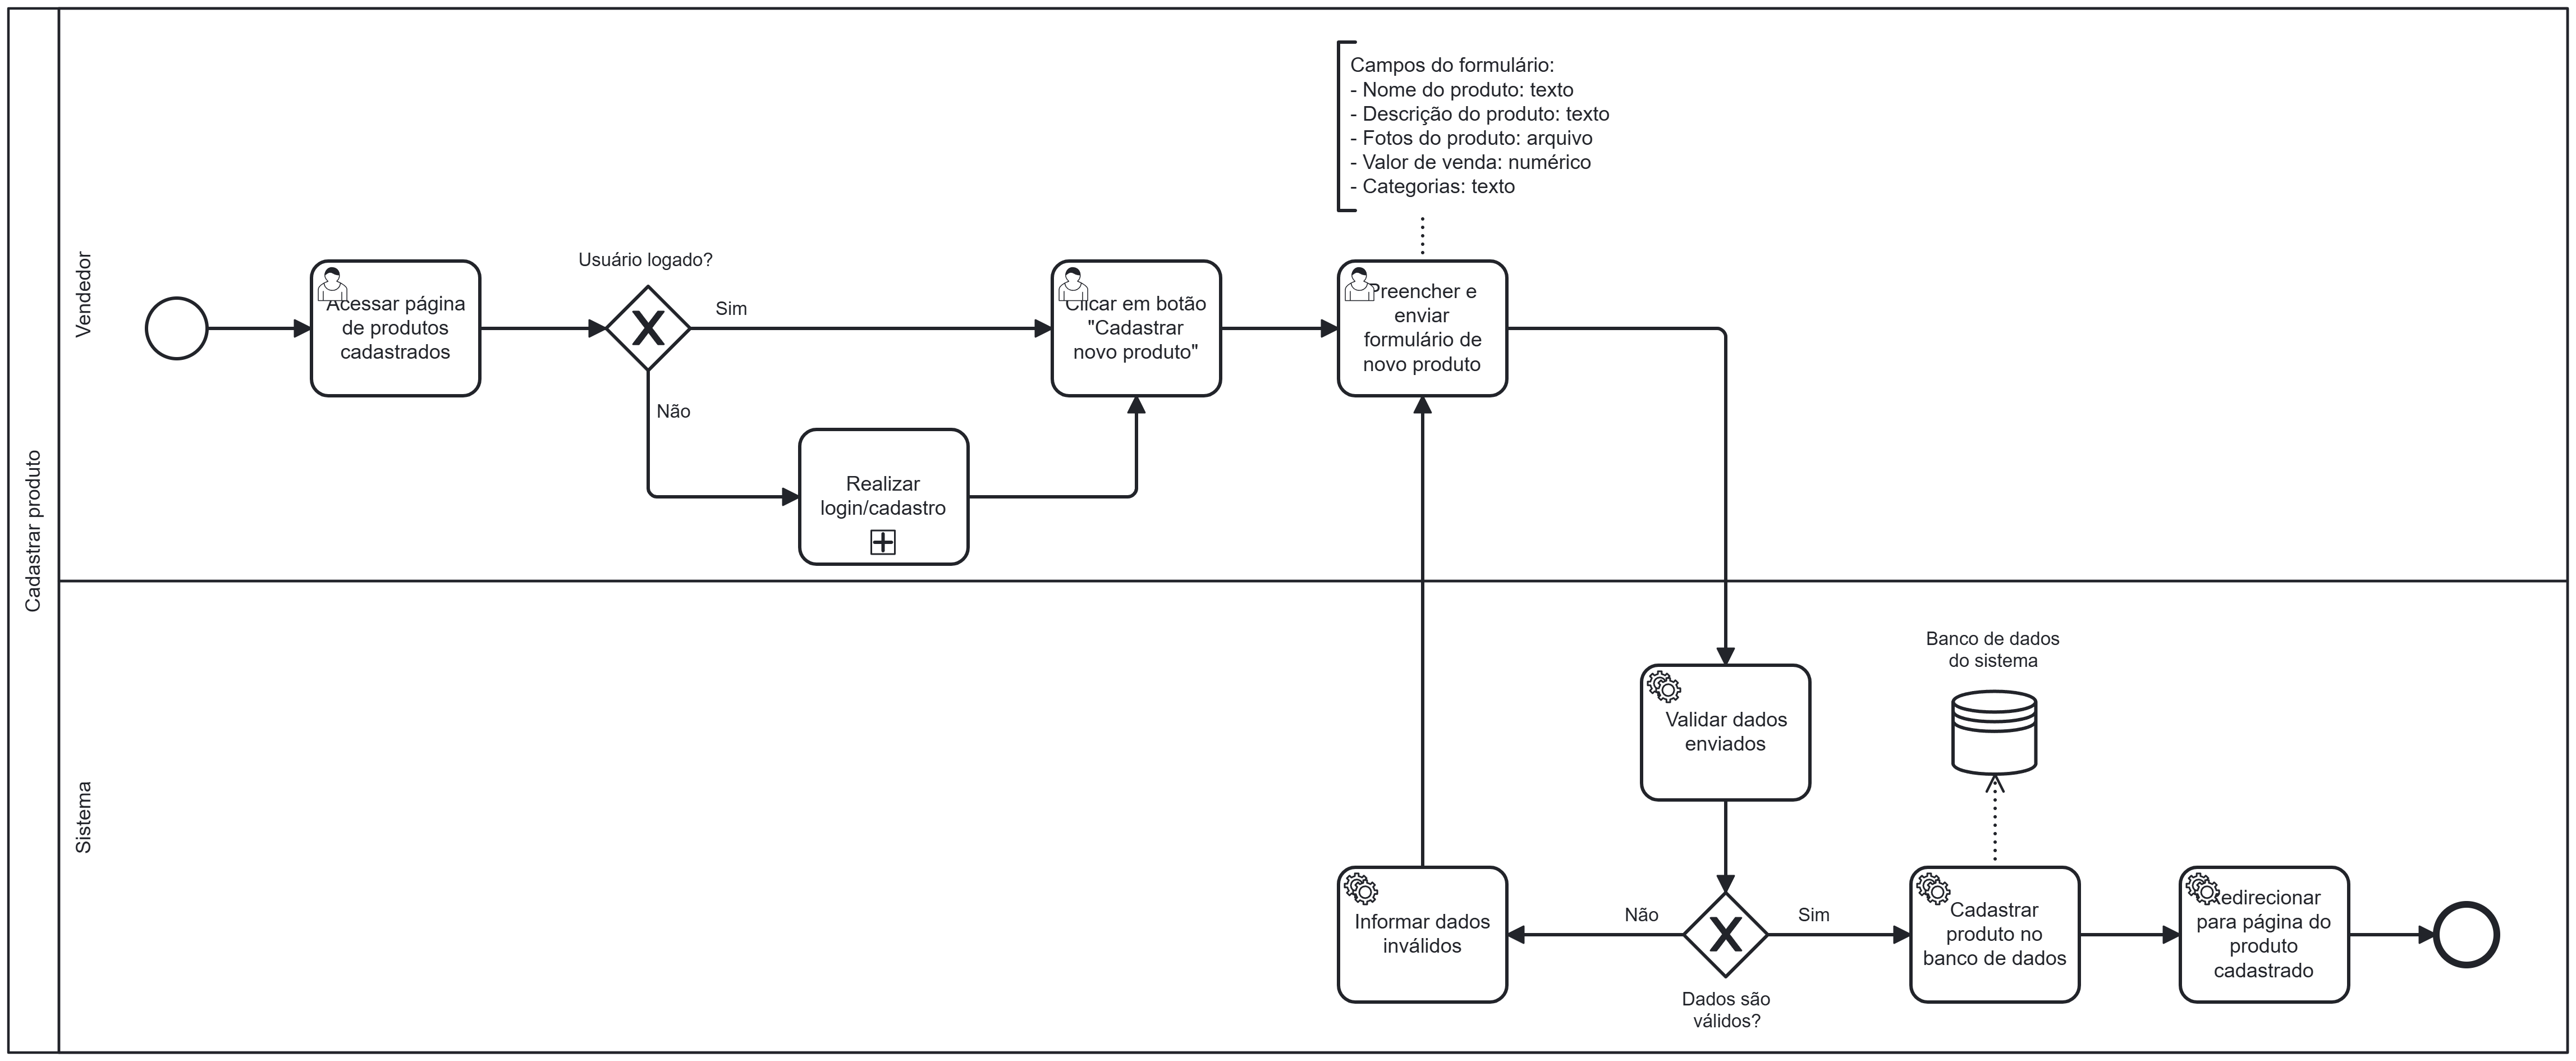 Cadastrar produto
Vendedor
Campos do formulário:
- Nome do produto: texto
- Descrição do produto: texto
- Fotos do produto: arquivo
- Valor de venda: numérico
- Categorias: texto
Acessar página
de produtos
cadastrados
Usuário logado?
Sim
Não
Realizar
login/cadastro
Clicar em botão
"Cadastrar
novo produto"
Preencher e
enviar
formulário de
novo produto
Sistema
Validar dados
enviados
Dados são
válidos?
Não
Informar dados
inválidos
Sim
Banco de dados
do sistema
Cadastrar
produto no
banco de dados
Redirecionar
para página do
produto
cadastrado